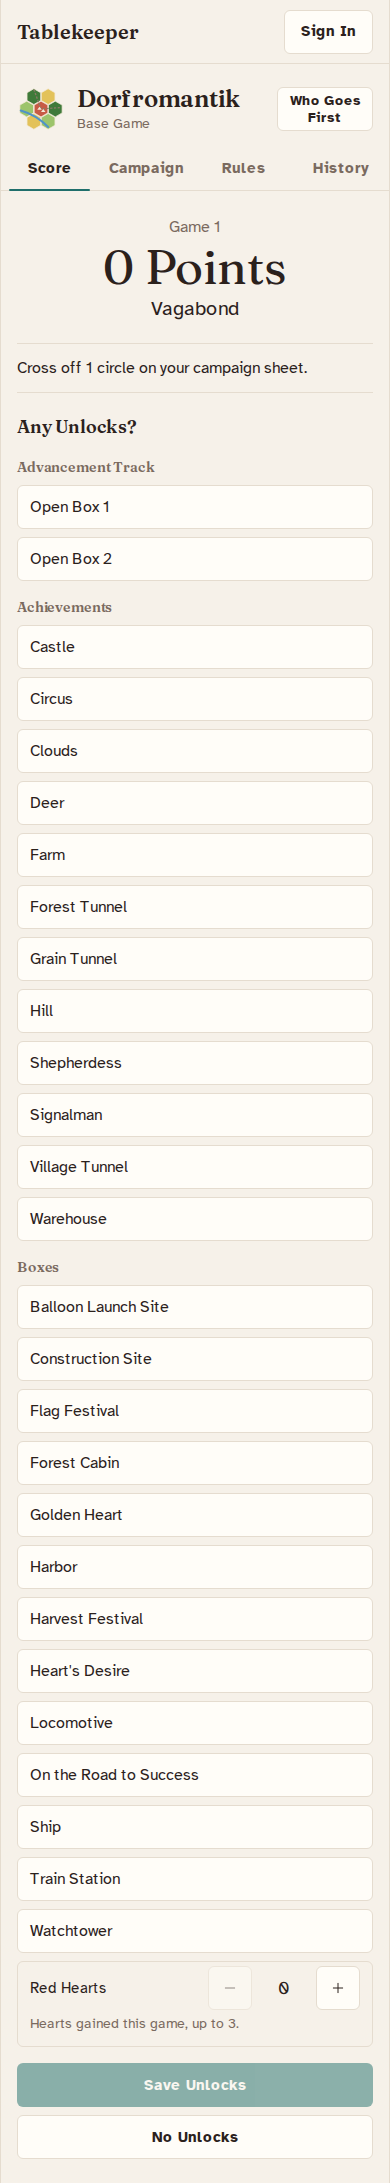 Tablekeeper
Sign In
Dorfromantik
Base Game
Who Goes
First
Score
Campaign
Rules
History
Game 1
0 Points
Vagabond
Cross off 1 circle on your campaign sheet.
Any Unlocks?
Advancement Track
Open Box 1
Open Box 2
Achievements
Castle
Circus
Clouds
Deer
Farm
Forest Tunnel
Grain Tunnel
Hill
Shepherdess
Signalman
Village Tunnel
Warehouse
Boxes
Balloon Launch Site
Construction Site
Flag Festival
Forest Cabin
Golden Heart
Harbor
Harvest Festival
Heart's Desire
Locomotive
On the Road to Success
Ship
Train Station
Watchtower
Red Hearts
− 0 +
Hearts gained this game, up to 3.
Save Unlocks
No Unlocks